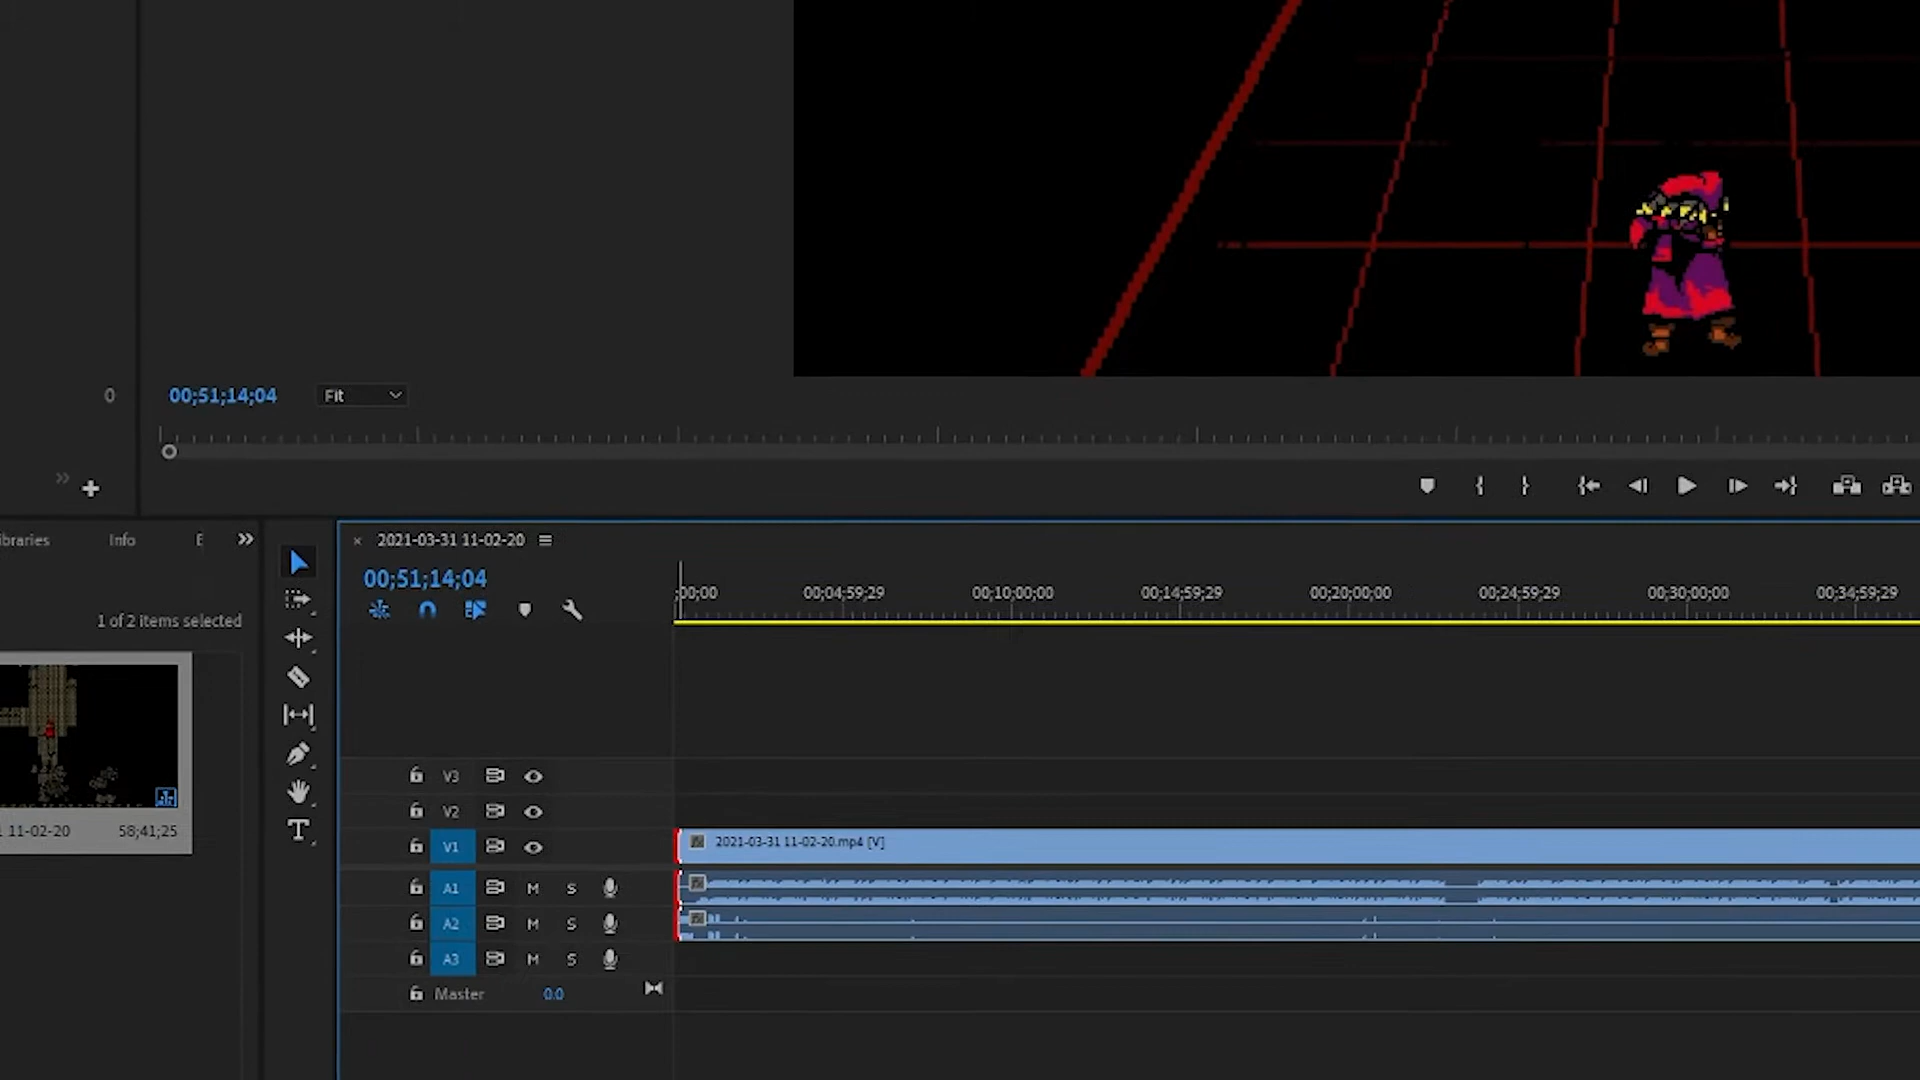 0
00;51;14;04
Fit
ibraries Info E
1 of 2 items selected
11-02-20 58;41;25
2021-03-31 11-02-20
00;51;14;04
;00;00 00;04;59;29 00;10;00;00 00;14;59;29 00;20;00;00 00;24;59;29 00;30;00;00 00;34;59;29
V3
V2
V1
2021-03-31 11-02-20.mp4 [V]
A1 M S
A2 M S
A3 M S
Master 0.0